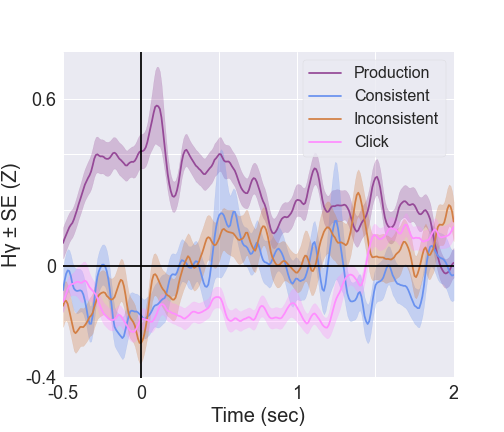 Production
Consistent
Inconsistent
Click
0.6
0
-0.4
-0.5
0
1
2
Hγ ± SE (Z)
Time (sec)